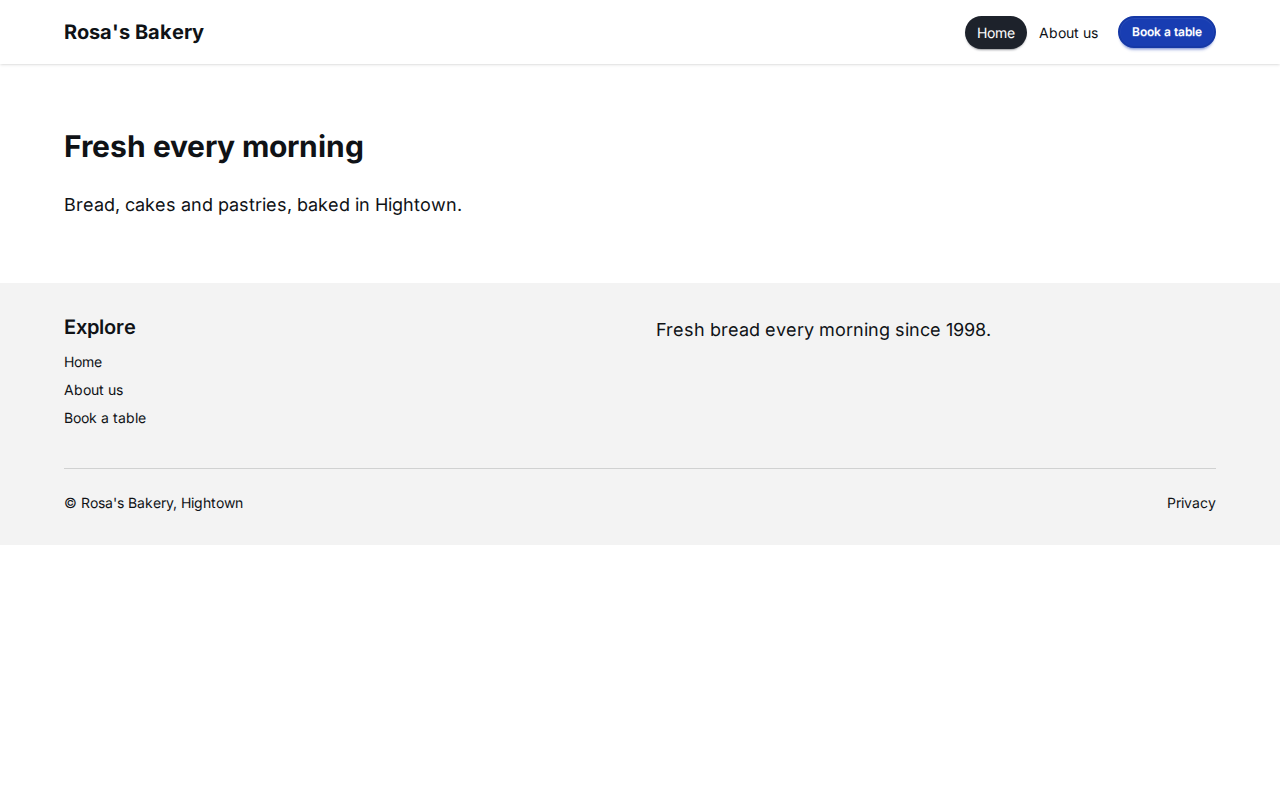 Rosa's Bakery
Home
About us
Book a table
Fresh every morning
Bread, cakes and pastries, baked in Hightown.
Explore
Home
About us
Book a table
Fresh bread every morning since 1998.
© Rosa's Bakery, Hightown
Privacy